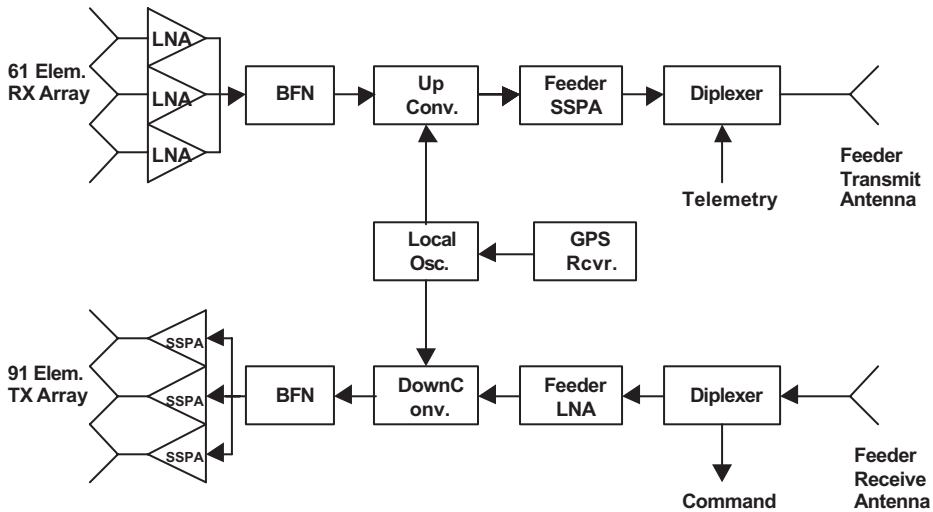 61 Elem.
RX Array
LNA
LNA
LNA
BFN
Up
Conv.
Feeder
SSPA
Diplexer
Telemetry
Feeder
Transmit
Antenna
Local
Osc.
GPS
Rcvr.
91 Elem.
TX Array
SSPA
SSPA
SSPA
BFN
DownC
onv.
Feeder
LNA
Diplexer
Command
Feeder
Receive
Antenna